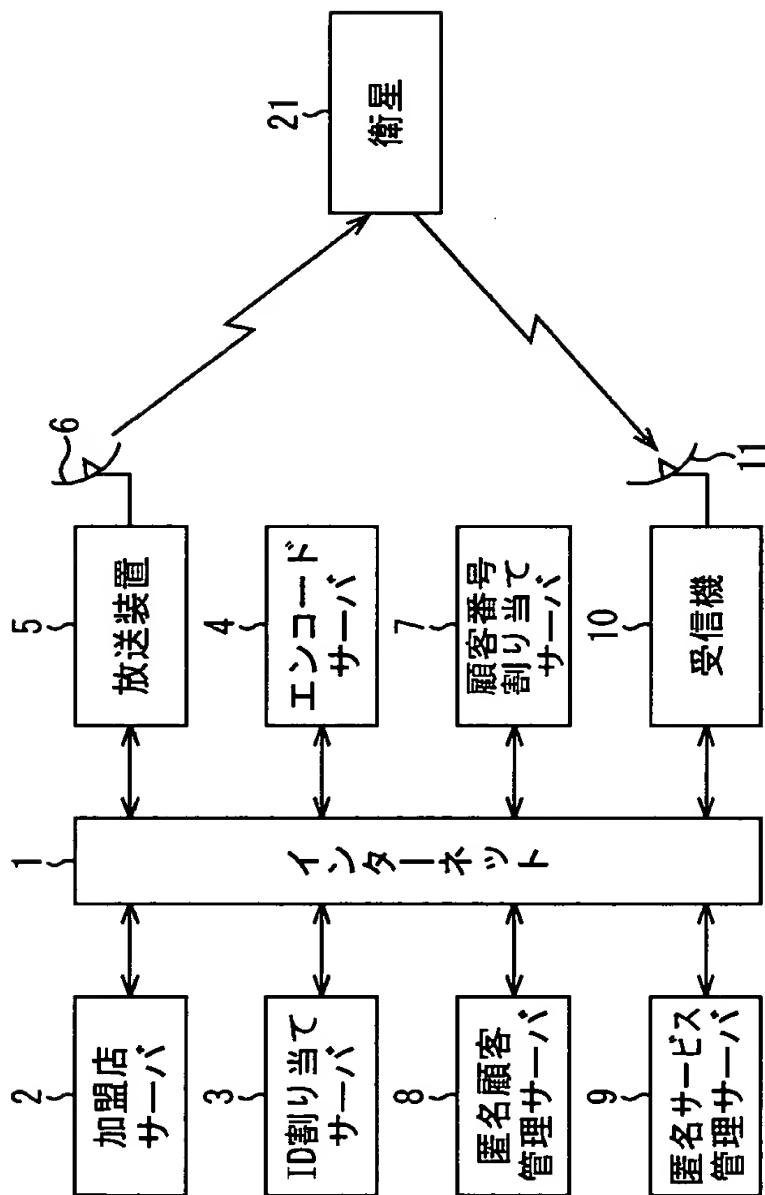 2
加盟店
サーバ
3
ID割り当て
サーバ
8
匿名顧客
管理サーバ
9
匿名サービス
管理サーバ
1
インターネット
5
放送装置
6
4
エンコード
サーバ
7
顧客番号
割り当て
サーバ
10
受信機
11
21
衛星